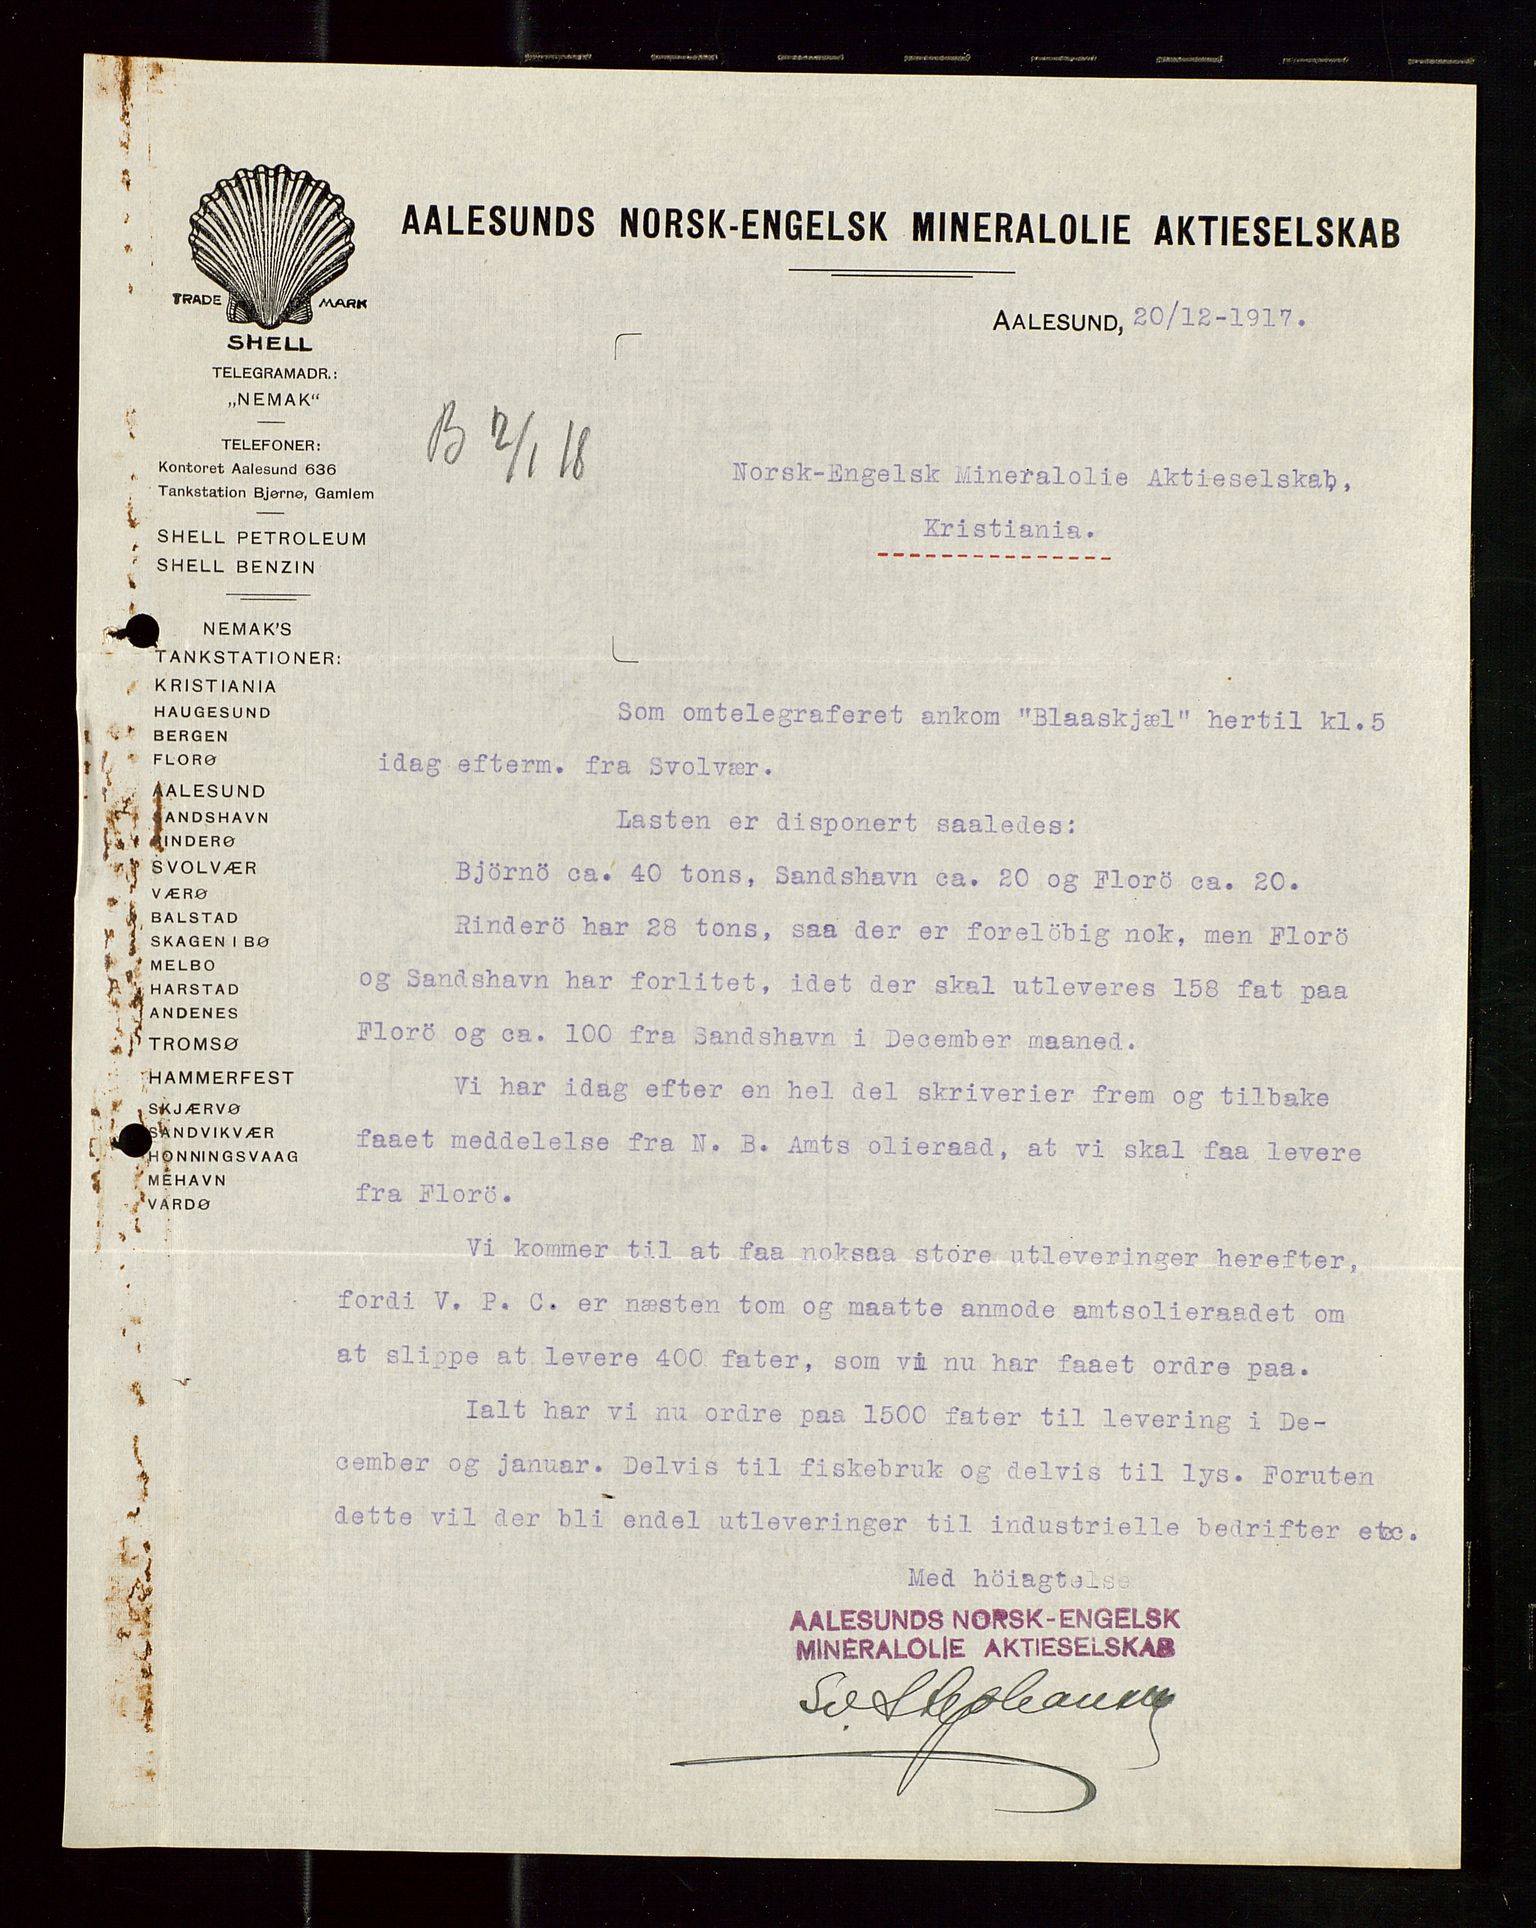 AALESUNDS NORSK-ENGELSK MINERALOLIE AKTIESELSKAB
TRADE MARK
SHELL
TELEGRAMADR.:
„NEMAK“
TELEFONER:
Kontoret Aalesund 636
Tankstation Bjørnø, Gamlem
SHELL PETROLEUM
SHELL BENZIN
NEMAK'S
TANKSTATIONER:
KRISTIANIA
HAUGESUND
BERGEN
FLORØ
AALESUND
SANDSHAVN
RINDERØ
SVOLVÆR
VÆRØ
BALSTAD
SKAGEN I BØ
MELBO
HARSTAD
ANDENES
TROMSØ
HAMMERFEST
SKJÆRVØ
SANDVIKVÆR
HONNINGSVAAG
MEHAVN
VARDØ
AALESUND, 20/12-1917.
B 2/1 18
Norsk-Engelsk Mineralolie Aktieselskab,
Kristiania.
Som omtelegraferet ankom "Blaaskjæl" hertil kl.5
idag efterm. fra Svolvær.
Lasten er disponert saaledes:
Björnö ca. 40 tons, Sandshavn ca. 20 og Florö ca. 20.
Rinderö har 28 tons, saa der er forelöbig nok, men Florö
og Sandshavn har forlitet, idet der skal utleveres 158 fat paa
Florö og ca. 100 fra Sandshavn i December maaned.
Vi har idag efter en hel del skriverier frem og tilbake
faaet meddelelse fra N. B. Amts olieraad, at vi skal faa levere
fra Florö.
Vi kommer til at faa noksaa store utleveringer herefter,
fordi V. P. C. er næsten tom og maatte anmode amtsolieraadet om
at slippe at levere 400 fater, som vi nu har faaet ordre paa.
Ialt har vi nu ordre paa 1500 fater til levering i De-
cember og januar. Delvis til fiskebruk og delvis til lys. Foruten
dette vil der bli endel utleveringer til industrielle bedrifter etc.
Med höiagtelse
AALESUNDS NORSK-ENGELSK
MINERALOLIE AKTIESELSKAB
Sv. Stephansen